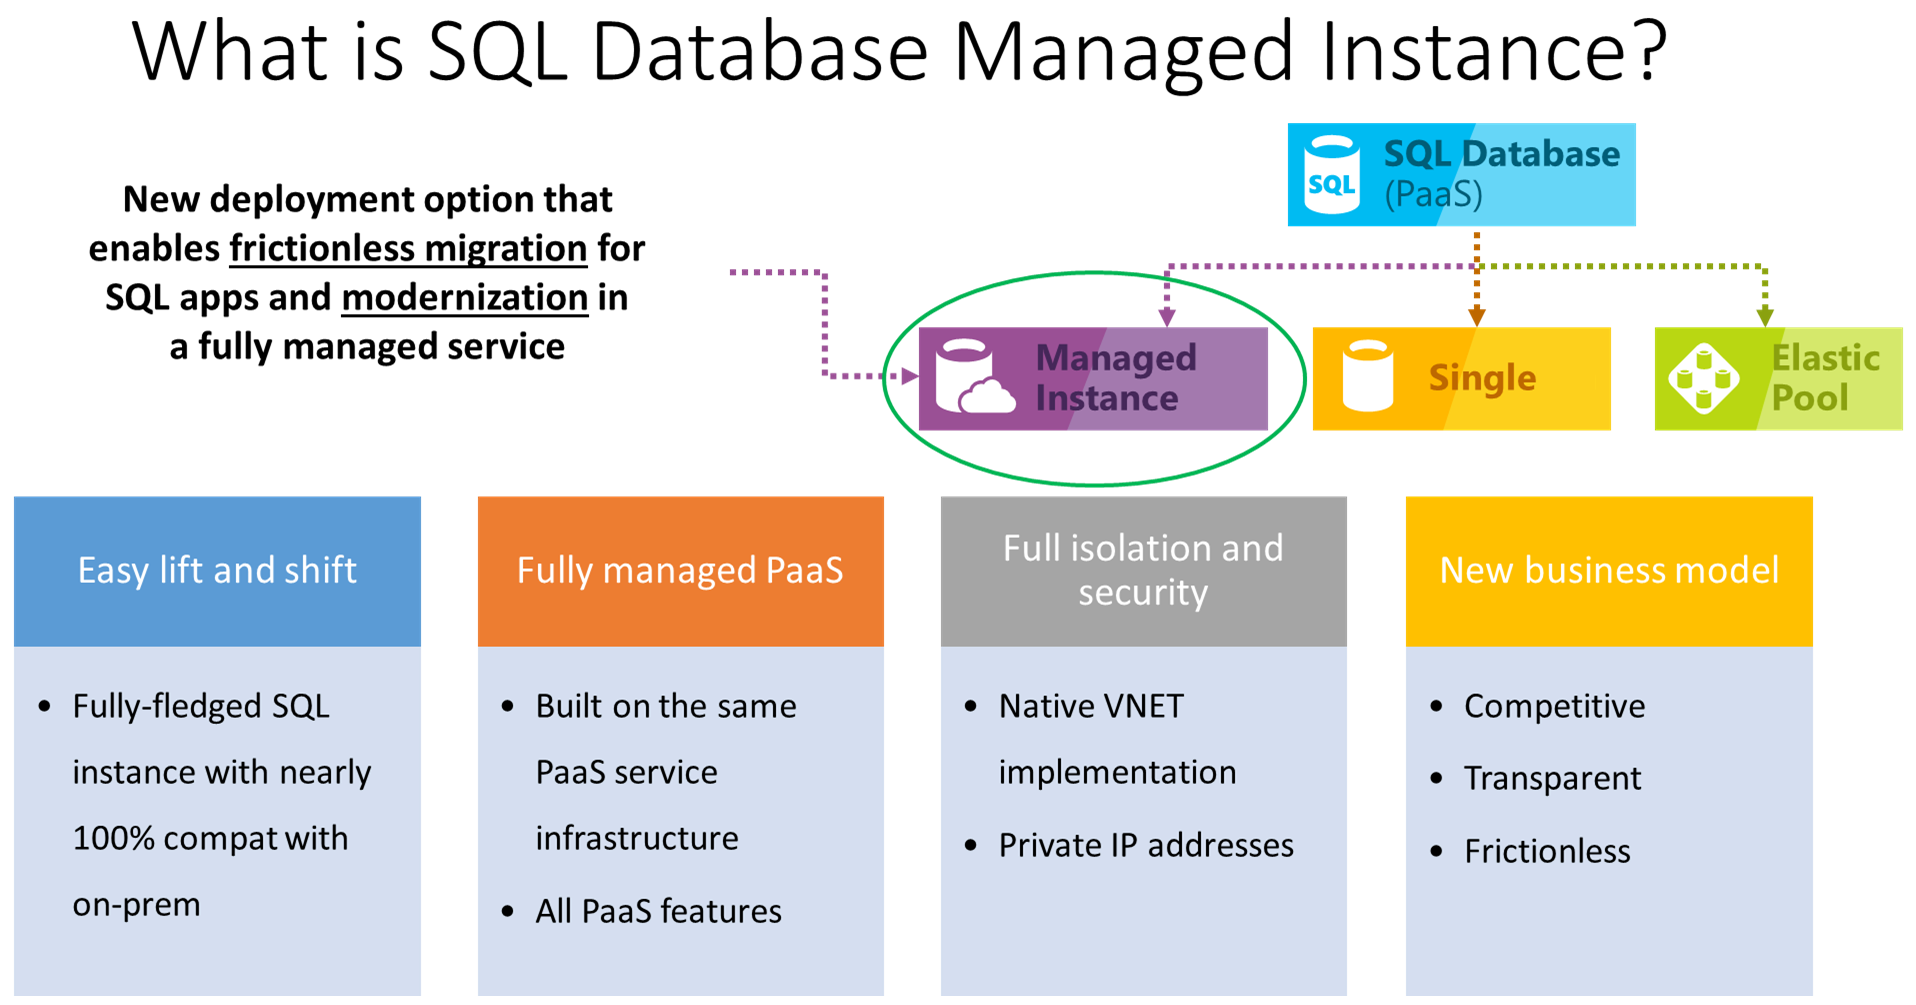 What is SQL Database Managed Instance?
New deployment option that
enables frictionless migration for
SQL apps and modernization in
a fully managed service
SQL
SQL Database
(PaaS)
Managed
Instance
Single
Elastic
Pool
Easy lift and shift
• Fully-fledged SQL
instance with nearly
100% compat with
on-prem
Fully managed PaaS
• Built on the same
PaaS service
infrastructure
• All PaaS features
Full isolation and
security
• Native VNET
implementation
• Private IP addresses
New business model
• Competitive
• Transparent
• Frictionless